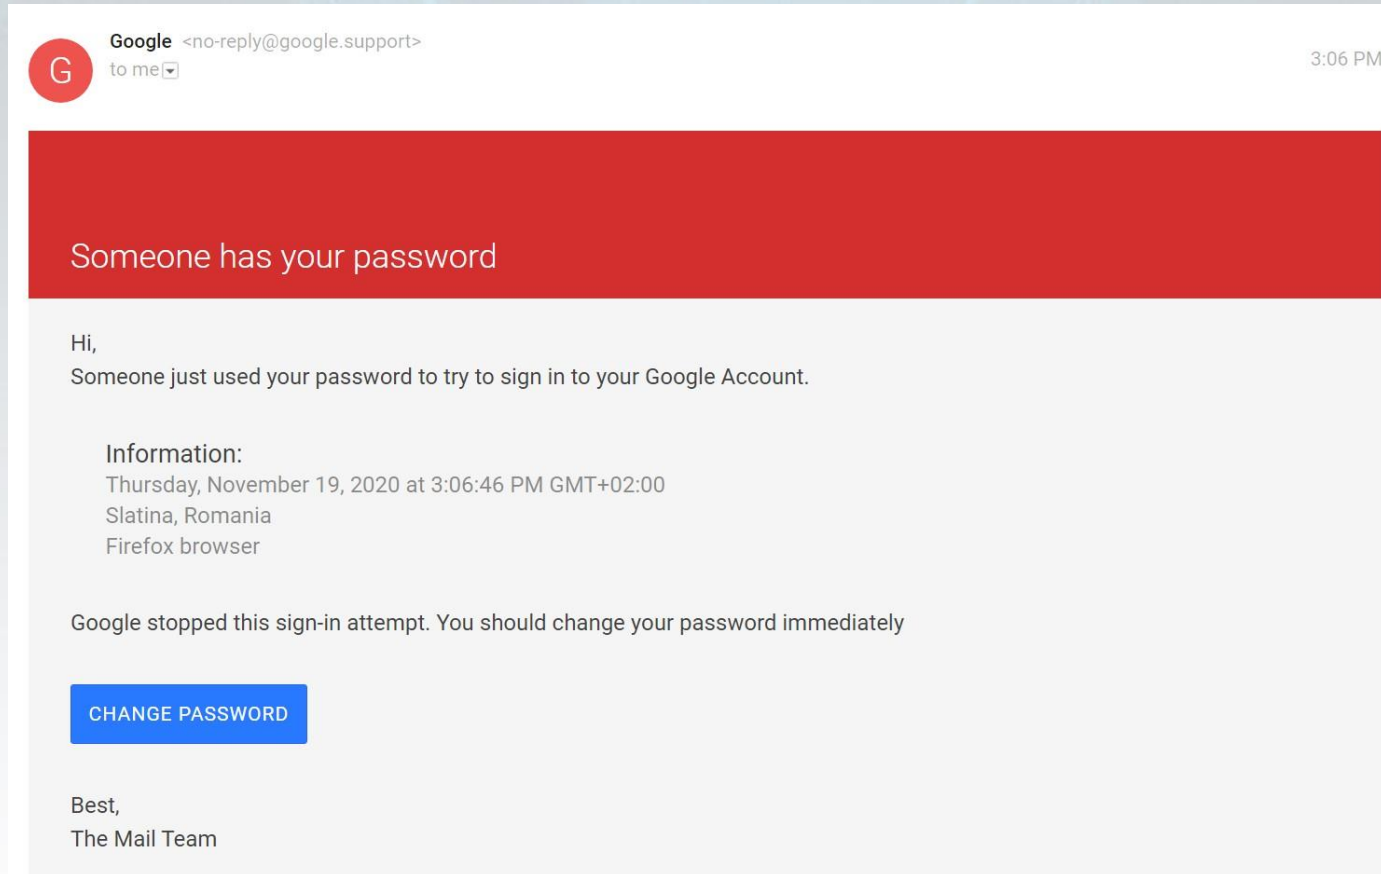 G
Google <no-reply@google.support>
to me
3:06 PM
Someone has your password
Hi,
Someone just used your password to try to sign in to your Google Account.
Information:
Thursday, November 19, 2020 at 3:06:46 PM GMT+02:00
Slatina, Romania
Firefox browser
Google stopped this sign-in attempt. You should change your password immediately
CHANGE PASSWORD
Best,
The Mail Team